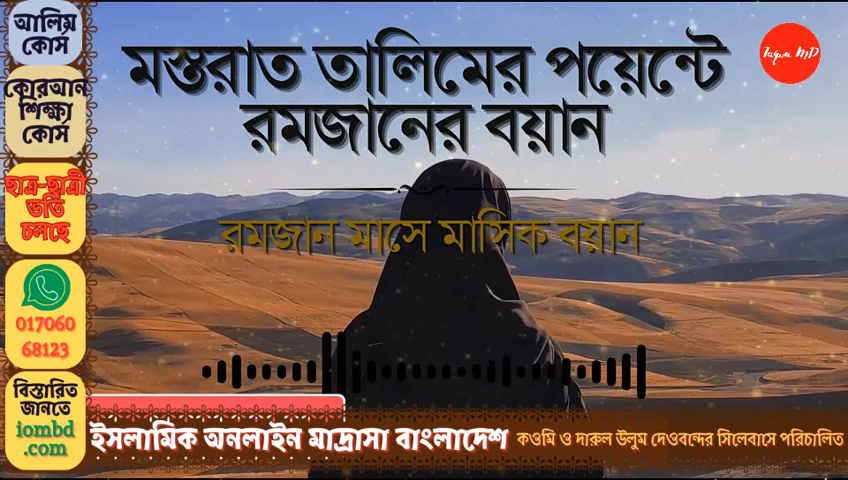 আলিম
কোর্স
কোরআন
শিক্ষা
কোর্স
ছাত্র-ছাত্রী
ভর্তি
চলছে
017060
68123
বিস্তারিত
জানতে
iombd
.com
মস্তরাত তালিমের পয়েন্টে
রমজানের বয়ান
রমজান মাসে মাসিক বয়ান
ইসলামিক অনলাইন মাদ্রাসা বাংলাদেশ
কওমি ও দারুল উলুম দেওবন্দের সিলেবাসে পরিচালিত